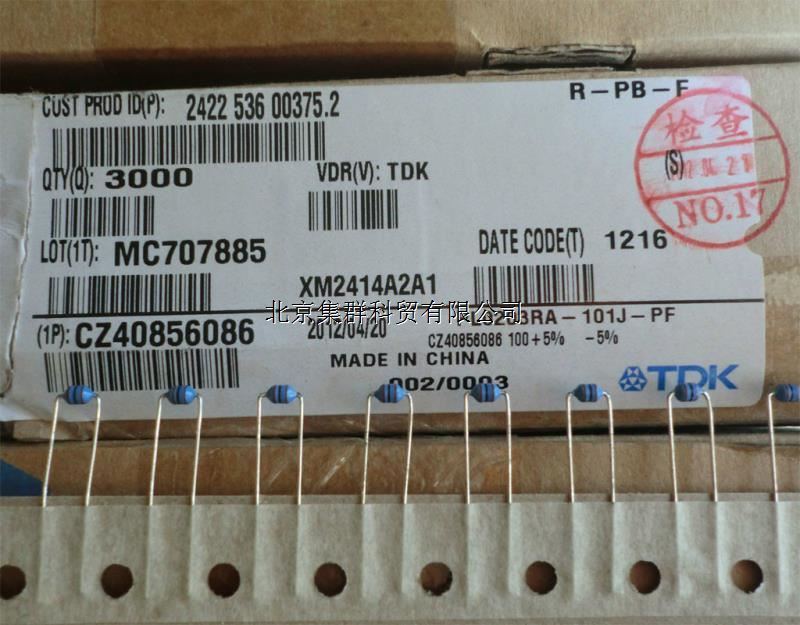 R-PB-F
CUST PROD ID(P): 2422 536 00375.2
检查
QTY(Q): 3000
VDR(V): TDK
(S)
NO.17
LOT(1T): MC707885
DATE CODE(T) 1216
XM2414A2A1
北京集群科贸有限公司
(1P): CZ40856086
2012/04/20
RA-101J-PF
CZ40856086 100+5% -5%
MADE IN CHINA
002/0003
TDK